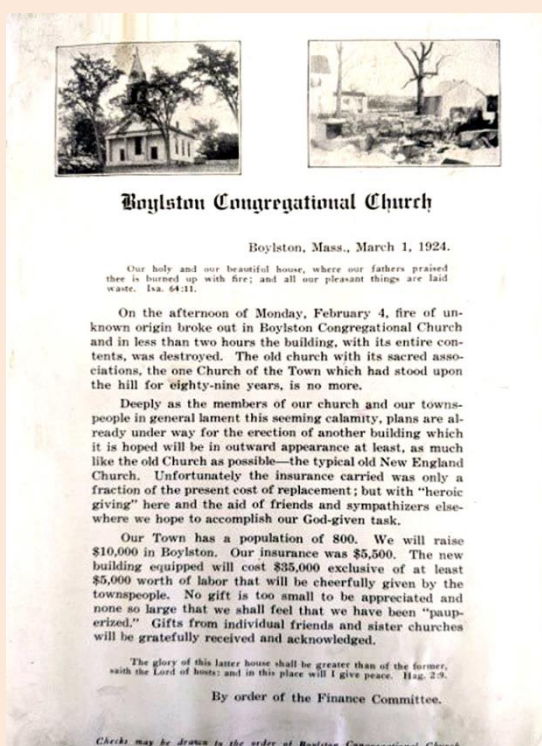 Boylston Congregational Church
Boylston, Mass., March 1, 1924.
Our holy and our beautiful house, where our fathers praised
thee is burned up with fire; and all our pleasant things are laid
waste. Isa. 64:11.
On the afternoon of Monday, February 4, fire of un-
known origin broke out in Boylston Congregational Church
and in less than two hours the building, with its entire con-
tents, was destroyed. The old church with its sacred asso-
ciations, the one Church of the Town which had stood upon
the hill for eighty-nine years, is no more.
Deeply as the members of our church and our towns-
people in general lament this seeming calamity, plans are al-
ready under way for the erection of another building which
it is hoped will be in outward appearance at least, as much
like the old Church as possible—the typical old New England
Church. Unfortunately the insurance carried was only a
fraction of the present cost of replacement; but with "heroic
giving" here and the aid of friends and sympathizers else-
where we hope to accomplish our God-given task.
Our Town has a population of 800. We will raise
$10,000 in Boylston. Our insurance was $5,500. The new
building equipped will cost $35,000 exclusive of at least
$5,000 worth of labor that will be cheerfully given by the
townspeople. No gift is too small to be appreciated and
none so large that we shall feel that we have been "paup-
erized." Gifts from individual friends and sister churches
will be gratefully received and acknowledged.
The glory of this latter house shall be greater than of the former,
saith the Lord of hosts: and in this place will I give peace. Hag. 2:9.
By order of the Finance Committee.
Checks may be drawn to the order of Boylston Congregational Church